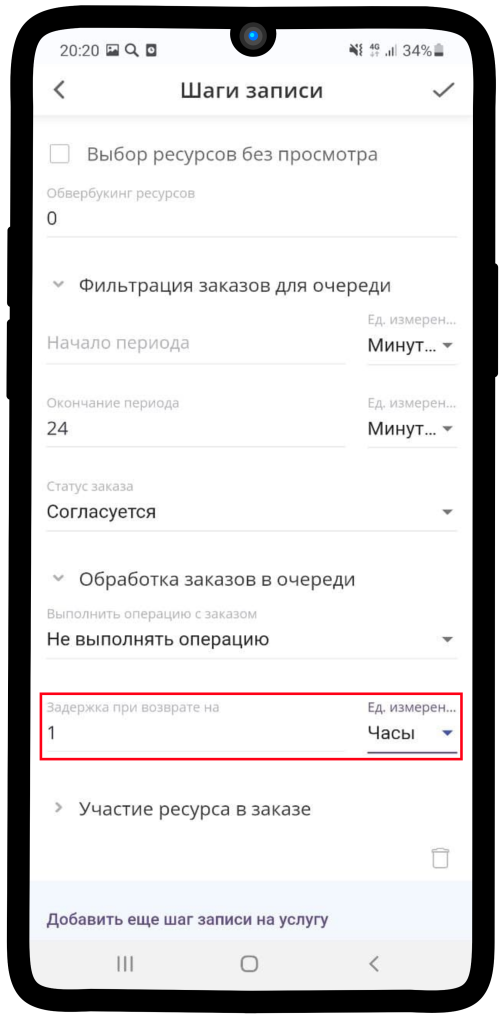 20:20 4G 34%
Шаги записи
Выбор ресурсов без просмотра
Обвербукинг ресурсов
0
Фильтрация заказов для очереди
Ед. измерен...
Начало периода Минут...
Окончание периода Ед. измерен...
24 Минут...
Статус заказа
Согласуется
Обработка заказов в очереди
Выполнить операцию с заказом
Не выполнять операцию
Задержка при возврате на Ед. измерен...
1 Часы
Участие ресурса в заказе
Добавить еще шаг записи на услугу